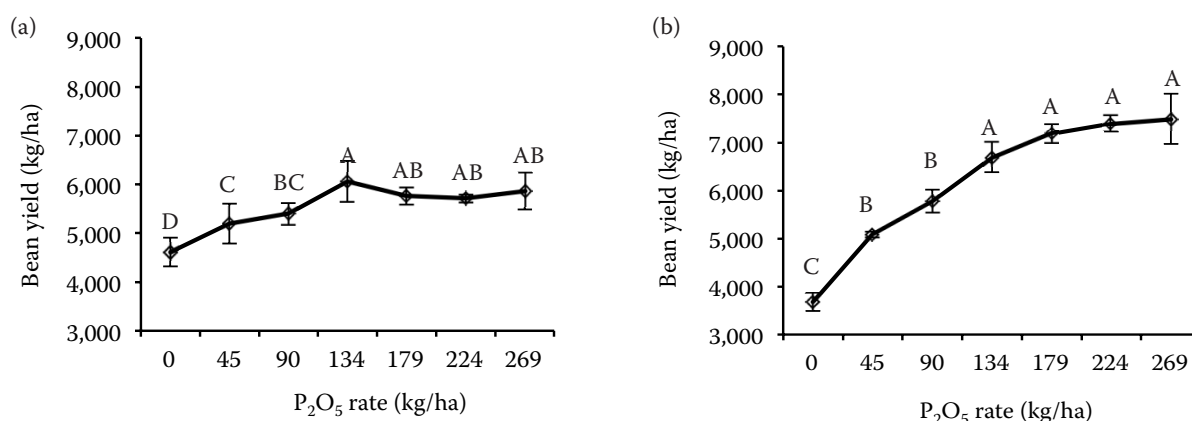 (a)
9,000
8,000
7,000
6,000
5,000
4,000
3,000
Bean yield (kg/ha)
D
C
BC
A
AB
AB
AB
0 45 90 134 179 224 269
P₂O₅ rate (kg/ha)
(b)
9,000
8,000
7,000
6,000
5,000
4,000
3,000
Bean yield (kg/ha)
C
B
B
A
A
A
A
0 45 90 134 179 224 269
P₂O₅ rate (kg/ha)